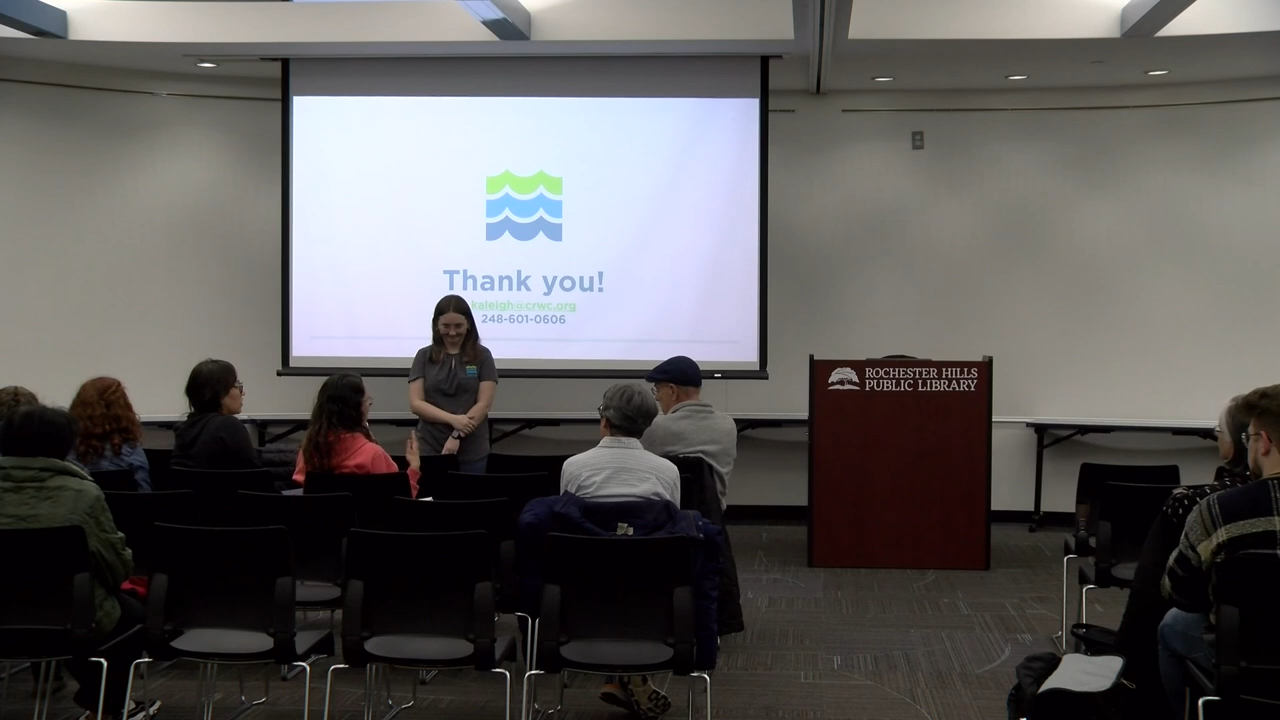 Thank you!
kaleigh@crwc.org
248-601-0606
ROCHESTER HILLS
PUBLIC LIBRARY